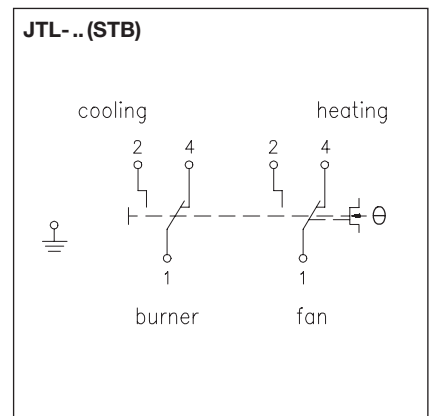 JTL- .. (STB)
cooling heating
2 4 2 4
θ
1 1
burner fan